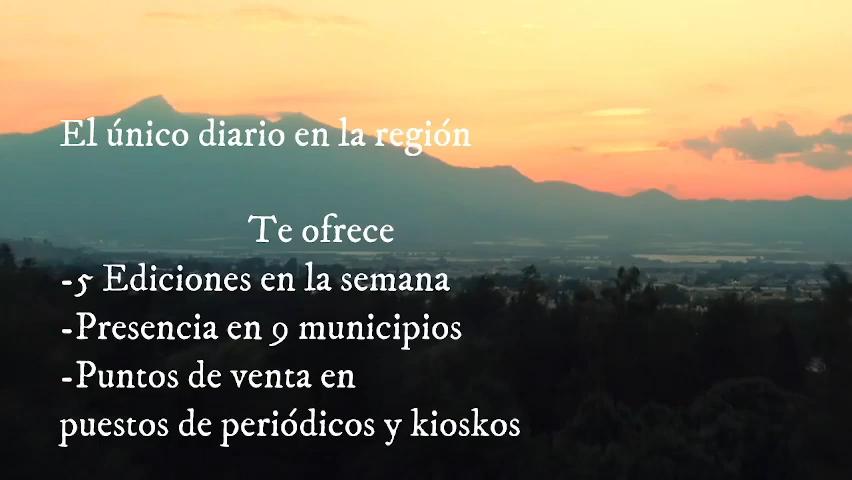 El único diario en la región
Te ofrece
-5 Ediciones en la semana
-Presencia en 9 municipios
-Puntos de venta en
puestos de periódicos y kioskos